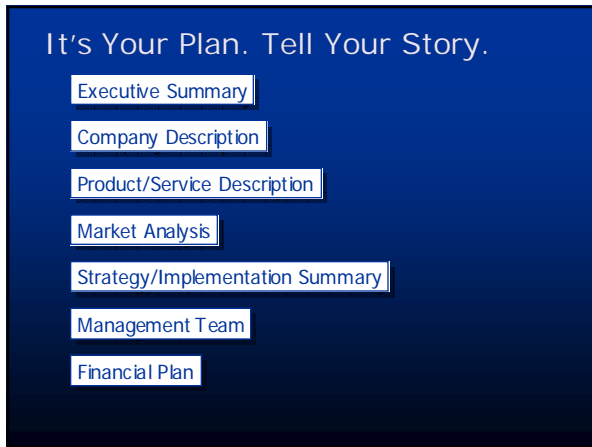 It's Your Plan. Tell Your Story.
Executive Summary
Company Description
Product/Service Description
Market Analysis
Strategy/Implementation Summary
Management Team
Financial Plan